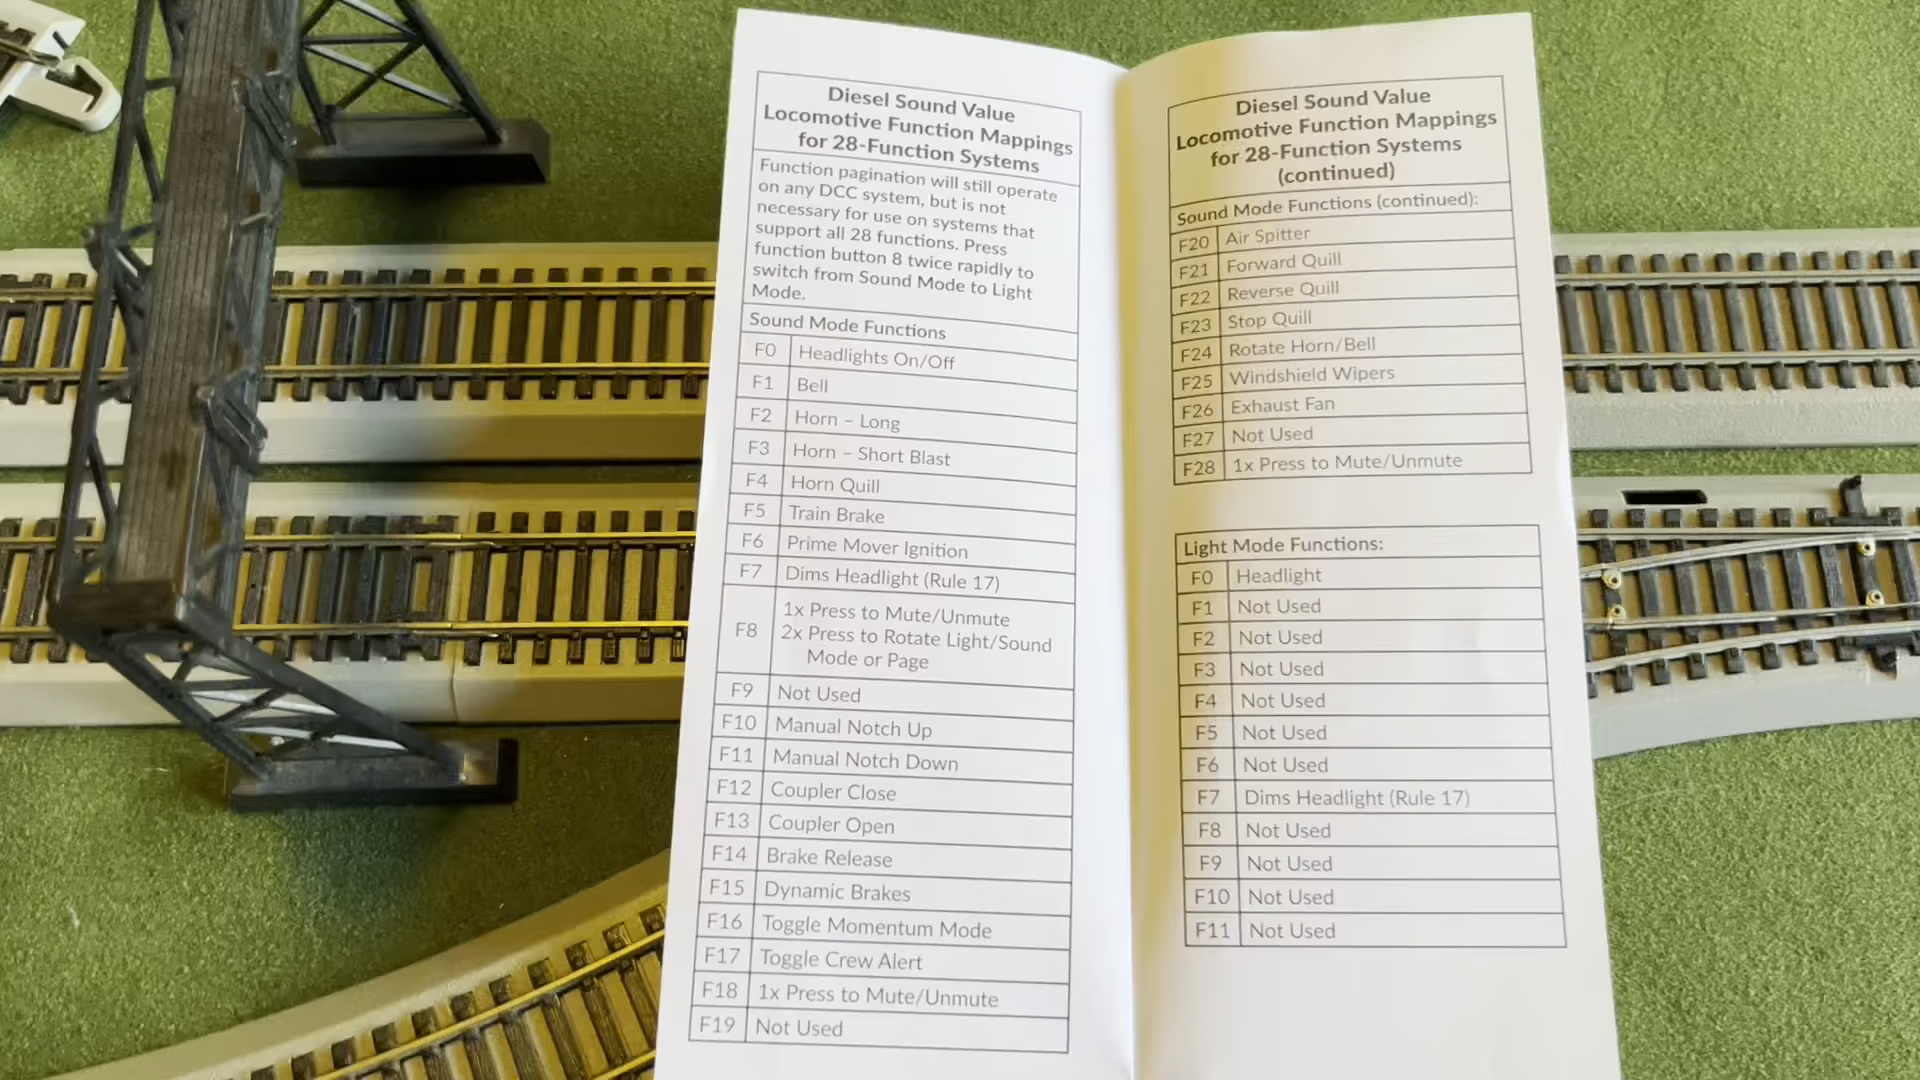 Diesel Sound Value
Locomotive Function Mappings
for 28-Function Systems
Function pagination will still operate
on any DCC system, but is not
necessary for use on systems that
support all 28 functions. Press
function button 8 twice rapidly to
switch from Sound Mode to Light
Mode.
Sound Mode Functions
F0 Headlights On/Off
F1 Bell
F2 Horn – Long
F3 Horn – Short Blast
F4 Horn Quill
F5 Train Brake
F6 Prime Mover Ignition
F7 Dims Headlight (Rule 17)
F8 1x Press to Mute/Unmute
2x Press to Rotate Light/Sound
Mode or Page
F9 Not Used
F10 Manual Notch Up
F11 Manual Notch Down
F12 Coupler Close
F13 Coupler Open
F14 Brake Release
F15 Dynamic Brakes
F16 Toggle Momentum Mode
F17 Toggle Crew Alert
F18 1x Press to Mute/Unmute
F19 Not Used
Diesel Sound Value
Locomotive Function Mappings
for 28-Function Systems
(continued)
Sound Mode Functions (continued):
F20 Air Spitter
F21 Forward Quill
F22 Reverse Quill
F23 Stop Quill
F24 Rotate Horn/Bell
F25 Windshield Wipers
F26 Exhaust Fan
F27 Not Used
F28 1x Press to Mute/Unmute
Light Mode Functions:
F0 Headlight
F1 Not Used
F2 Not Used
F3 Not Used
F4 Not Used
F5 Not Used
F6 Not Used
F7 Dims Headlight (Rule 17)
F8 Not Used
F9 Not Used
F10 Not Used
F11 Not Used